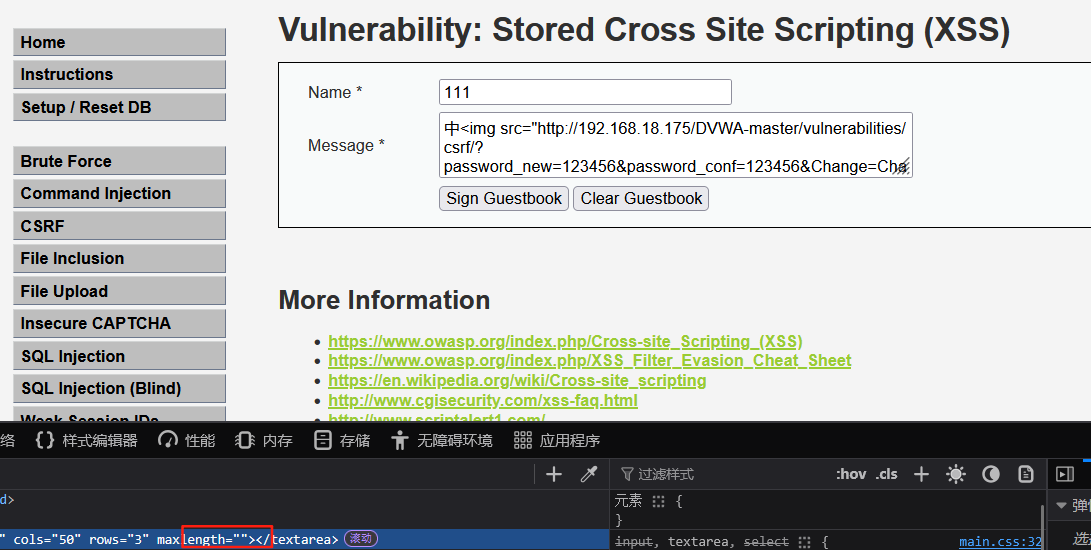 Vulnerability: Stored Cross Site Scripting (XSS)
Home
Instructions
Setup / Reset DB
Brute Force
Command Injection
CSRF
File Inclusion
File Upload
Insecure CAPTCHA
SQL Injection
SQL Injection (Blind)
Weak Session IDs
Name *
111
Message *
中<img src="http://192.168.18.175/DVWA-master/vulnerabilities/
csrf/?
password_new=123456&password_conf=123456&Change=Cha
Sign Guestbook
Clear Guestbook
More Information
https://www.owasp.org/index.php/Cross-site_Scripting_(XSS)
https://www.owasp.org/index.php/XSS_Filter_Evasion_Cheat_Sheet
https://en.wikipedia.org/wiki/Cross-site_scripting
http://www.cgisecurity.com/xss-faq.html
http://www.scriptalert1.com/
络 {} 样式编辑器 性能 内存 存储 无障碍环境 应用程序
过滤样式 :hov .cls
d>
" cols="50" rows="3" maxlength=""></textarea> 滚动
元素 {
}
input, textarea, select {
main.css:32
弹性
选